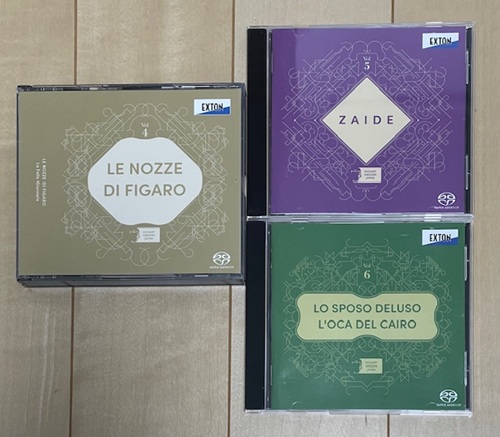 EXTON
Vol
4
LE NOZZE
DI FIGARO
LE NOZZE DI FIGARO
EXTON
Vol
5
ZAIDE
EXTON
Vol
6
LO SPOSO DELUSO
L'OCA DEL CAIRO